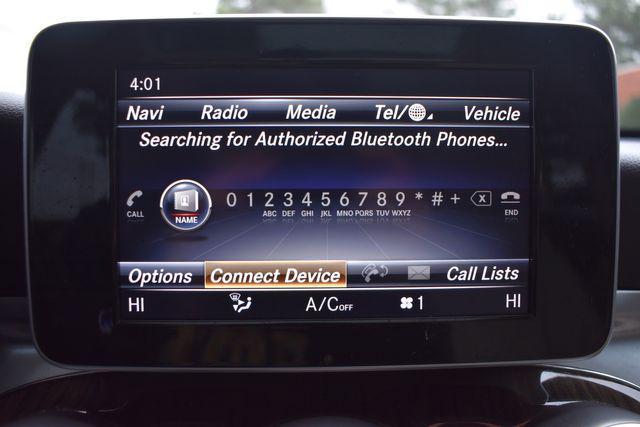 4:01
Navi Radio Media Tel/ Vehicle
Searching for Authorized Bluetooth Phones...
0 1 2 3 4 5 6 7 8 9 * # +
CALL NAME ABC DEF GHI JKL MNO PQRS TUV WXYZ END
Options Connect Device Call Lists
HI A/C OFF 1 HI